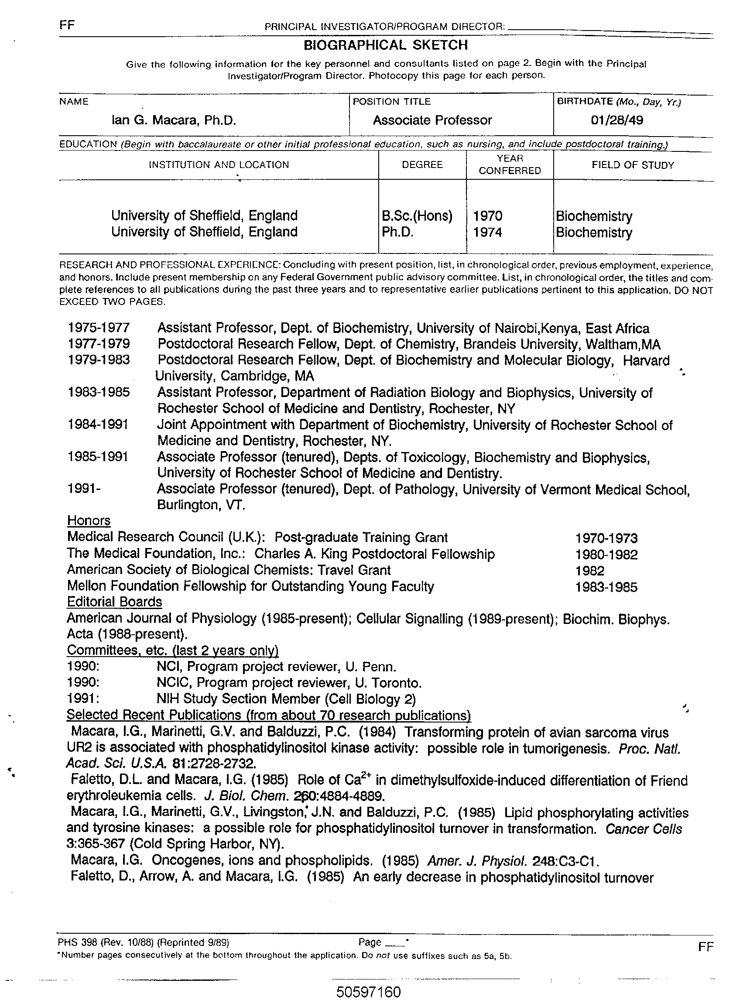 FF
PRINCIPAL INVESTIGATOR/PROGRAM DIRECTOR:
BIOGRAPHICAL SKETCH
Give the following information for the key personnel and consultants listed on page 2. Begin with the Principal
Investigator/Program Director. Photocopy this page for each person.
NAME POSITION TITLE BIRTHDATE (Mo., Day, Yr.)
Ian G. Macara, Ph.D. Associate Professor 01/28/49
EDUCATION (Begin with baccalaureate or other initial professional education, such as nursing, and include postdoctoral training.)
INSTITUTION AND LOCATION DEGREE YEAR CONFERRED FIELD OF STUDY
University of Sheffield, England B.Sc.(Hons) 1970 Biochemistry
University of Sheffield, England Ph.D. 1974 Biochemistry
RESEARCH AND PROFESSIONAL EXPERIENCE: Concluding with present position, list, in chronological order, previous employment, experience,
and honors. Include present membership on any Federal Government public advisory committee. List, in chronological order, the titles and com-
plete references to all publications during the past three years and to representative earlier publications pertinent to this application. DO NOT
EXCEED TWO PAGES.
1975-1977 Assistant Professor, Dept. of Biochemistry, University of Nairobi,Kenya, East Africa
1977-1979 Postdoctoral Research Fellow, Dept. of Chemistry, Brandeis University, Waltham,MA
1979-1983 Postdoctoral Research Fellow, Dept. of Biochemistry and Molecular Biology, Harvard
University, Cambridge, MA
1983-1985 Assistant Professor, Department of Radiation Biology and Biophysics, University of
Rochester School of Medicine and Dentistry, Rochester, NY
1984-1991 Joint Appointment with Department of Biochemistry, University of Rochester School of
Medicine and Dentistry, Rochester, NY.
1985-1991 Associate Professor (tenured), Depts. of Toxicology, Biochemistry and Biophysics,
University of Rochester School of Medicine and Dentistry.
1991- Associate Professor (tenured), Dept. of Pathology, University of Vermont Medical School,
Burlington, VT.
Honors
Medical Research Council (U.K.): Post-graduate Training Grant 1970-1973
The Medical Foundation, Inc.: Charles A. King Postdoctoral Fellowship 1980-1982
American Society of Biological Chemists: Travel Grant 1982
Mellon Foundation Fellowship for Outstanding Young Faculty 1983-1985
Editorial Boards
American Journal of Physiology (1985-present); Cellular Signalling (1989-present); Biochim. Biophys.
Acta (1988-present).
Committees, etc. (last 2 years only)
1990: NCI, Program project reviewer, U. Penn.
1990: NCIC, Program project reviewer, U. Toronto.
1991: NIH Study Section Member (Cell Biology 2)
Selected Recent Publications (from about 70 research publications)
Macara, I.G., Marinetti, G.V. and Balduzzi, P.C. (1984) Transforming protein of avian sarcoma virus
UR2 is associated with phosphatidylinositol kinase activity: possible role in tumorigenesis. Proc. Natl.
Acad. Sci. U.S.A. 81:2728-2732.
Faletto, D.L. and Macara, I.G. (1985) Role of Ca²⁺ in dimethylsulfoxide-induced differentiation of Friend
erythroleukemia cells. J. Biol. Chem. 260:4884-4889.
Macara, I.G., Marinetti, G.V., Livingston, J.N. and Balduzzi, P.C. (1985) Lipid phosphorylating activities
and tyrosine kinases: a possible role for phosphatidylinositol turnover in transformation. Cancer Cells
3:365-367 (Cold Spring Harbor, NY).
Macara, I.G. Oncogenes, ions and phospholipids. (1985) Amer. J. Physiol. 248:C3-C1.
Faletto, D., Arrow, A. and Macara, I.G. (1985) An early decrease in phosphatidylinositol turnover
PHS 398 (Rev. 10/88) (Reprinted 9/89) Page ___* FF
*Number pages consecutively at the bottom throughout the application. Do not use suffixes such as 5a, 5b.
50597160